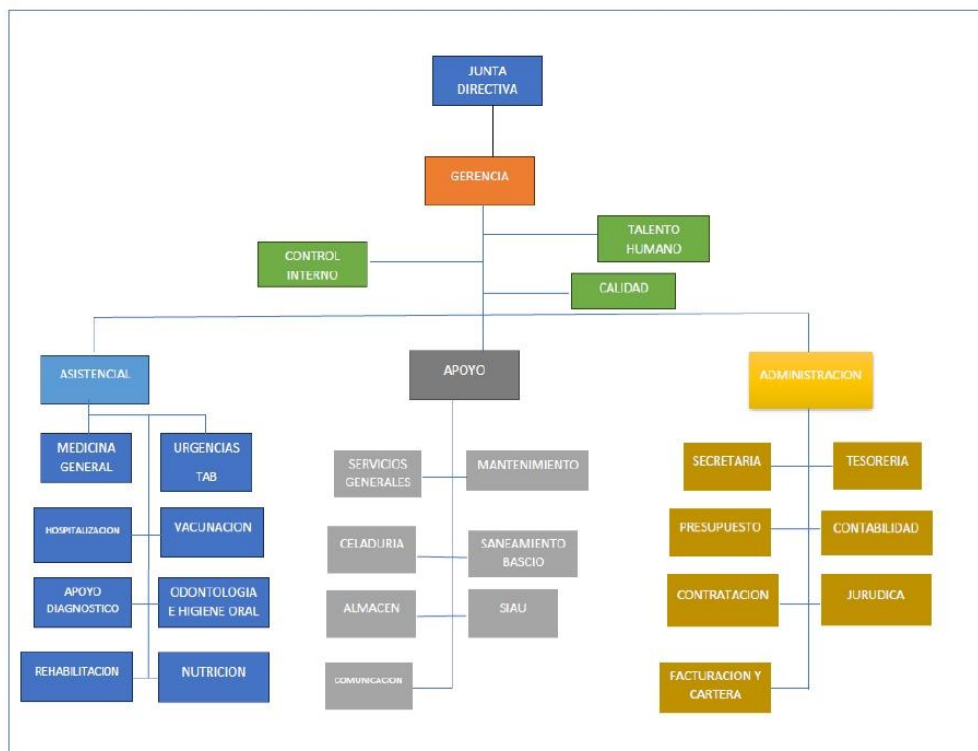 JUNTA
DIRECTIVA
GERENCIA
TALENTO
HUMANO
CONTROL
INTERNO
CALIDAD
ASISTENCIAL
APOYO
ADMINISTRACION
MEDICINA
GENERAL
URGENCIAS
TAB
SERVICIOS
GENERALES
MANTENIMIENTO
SECRETARIA
TESORERIA
HOSPITALIZACION
VACUNACION
CELADURIA
SANEAMIENTO
BASCIO
PRESUPUESTO
CONTABILIDAD
APOYO
DIAGNOSTICO
ODONTOLOGIA
E HIGIENE ORAL
ALMACEN
SIAU
CONTRATACION
JURUDICA
REHABILITACION
NUTRICION
COMUNICACION
FACTURACION Y
CARTERA